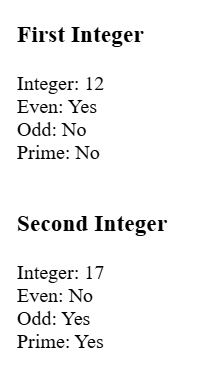 First Integer
Integer: 12
Even: Yes
Odd: No
Prime: No
Second Integer
Integer: 17
Even: No
Odd: Yes
Prime: Yes